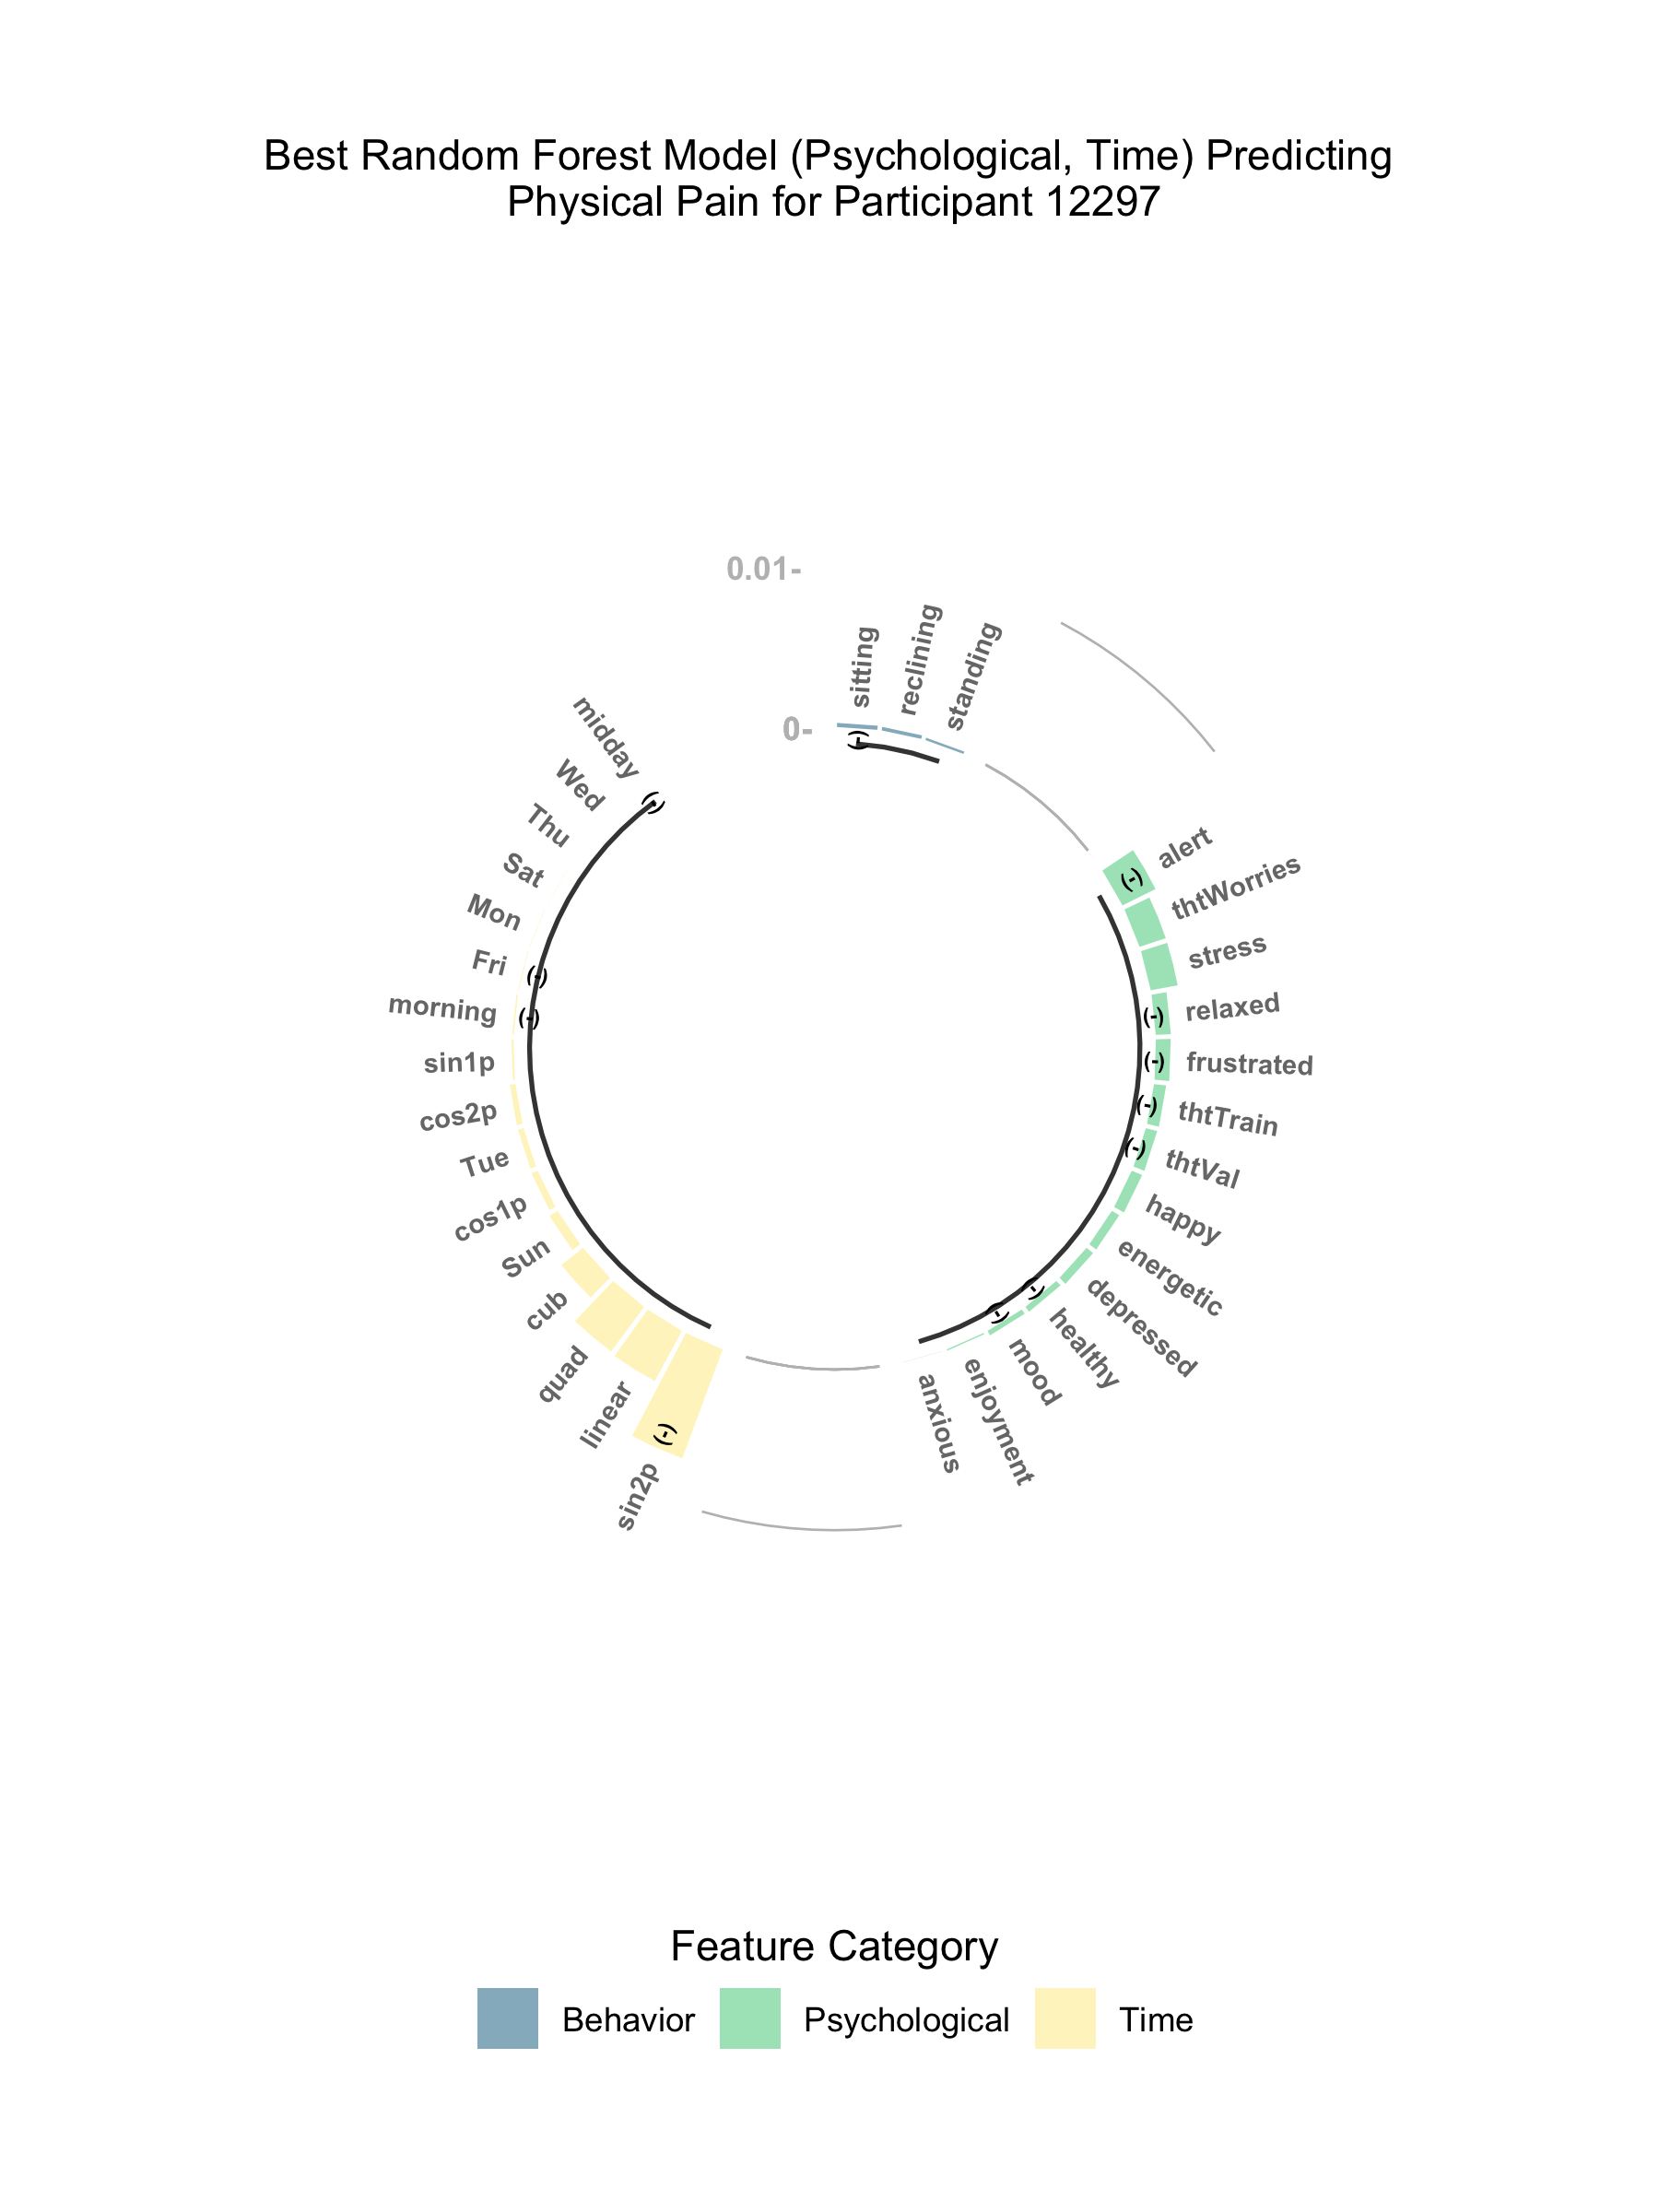 Best Random Forest Model (Psychological, Time) Predicting
Physical Pain for Participant 12297
0.01-
0-
sitting
(-)
reclining
standing
alert
(-)
thtWorries
stress
relaxed
(-)
frustrated
(-)
thtTrain
(-)
thtVal
(-)
happy
energetic
depressed
healthy
(-)
mood
(-)
enjoyment
anxious
sin2p
(-)
linear
quad
cub
Sun
cos1p
Tue
cos2p
sin1p
morning
(-)
Fri
(-)
Mon
Sat
Thu
Wed
midday
(-)
Feature Category
Behavior
Psychological
Time